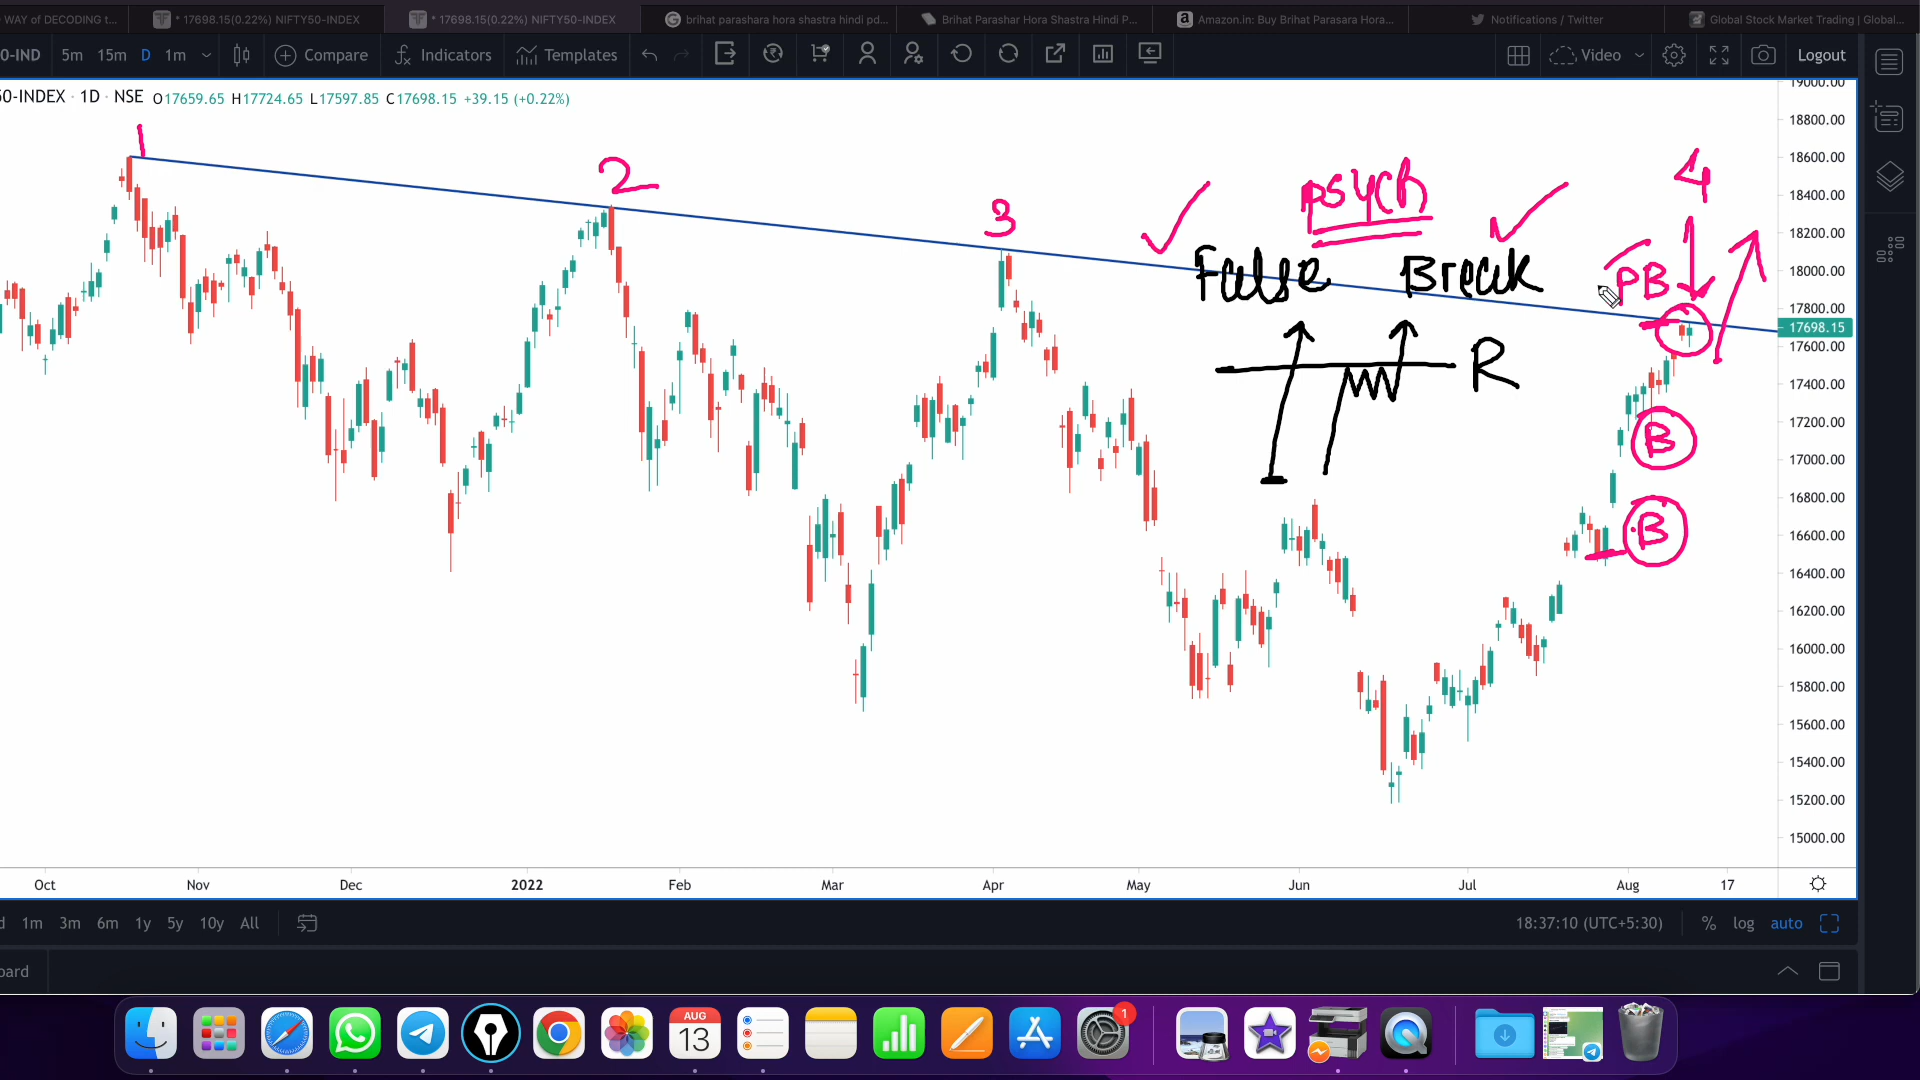 WAY of DECODING t...
* 17698.15(0.22%) NIFTY50-INDEX
* 17698.15(0.22%) NIFTY50-INDEX
brihat parashara hora shastra hindi pd...
Brihat Parashar Hora Shastra Hindi P...
Amazon.in: Buy Brihat Parasara Hora...
Notifications / Twitter
Global Stock Market Trading | Global...
0-IND 5m 15m D 1m Compare Indicators Templates Video Logout
50-INDEX · 1D · NSE O17659.65 H17724.65 L17597.85 C17698.15 +39.15 (+0.22%)
1
2
3
psych
4
False Break
PB
R
B
B
19000.00
18800.00
18600.00
18400.00
18200.00
18000.00
17800.00
17698.15
17600.00
17400.00
17200.00
17000.00
16800.00
16600.00
16400.00
16200.00
16000.00
15800.00
15600.00
15400.00
15200.00
15000.00
Oct Nov Dec 2022 Feb Mar Apr May Jun Jul Aug 17
d 1m 3m 6m 1y 5y 10y All 18:37:10 (UTC+5:30) % log auto
oard
AUG
13
1